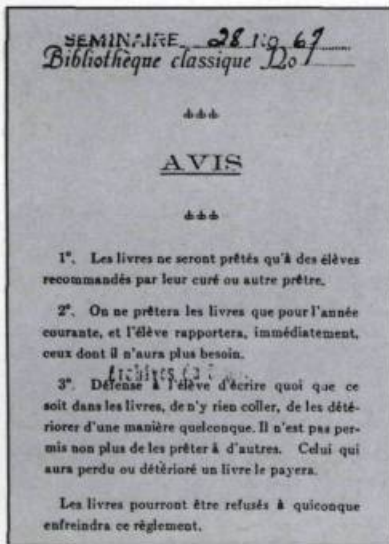 SEMINAIRE 28 No 67
Bibliothèque classique No
AVIS
1°. Les livres ne seront prêtés qu'à des élèves
recommandés par leur curé ou autre prêtre.
2°. On ne prêtera les livres que pour l'année
courante, et l'élève rapportera, immédiatement,
ceux dont il n'aura plus besoin.
Archives
3°. Défense à l'élève d'écrire quoi que ce
soit dans les livres, de n'y rien coller, de les dété-
riorer d'une manière quelconque. Il n'est pas per-
mis non plus de les prêter à d'autres. Celui qui
aura perdu ou détérioré un livre le payera.
Les livres pourront être refusés à quiconque
enfreindra ce règlement.